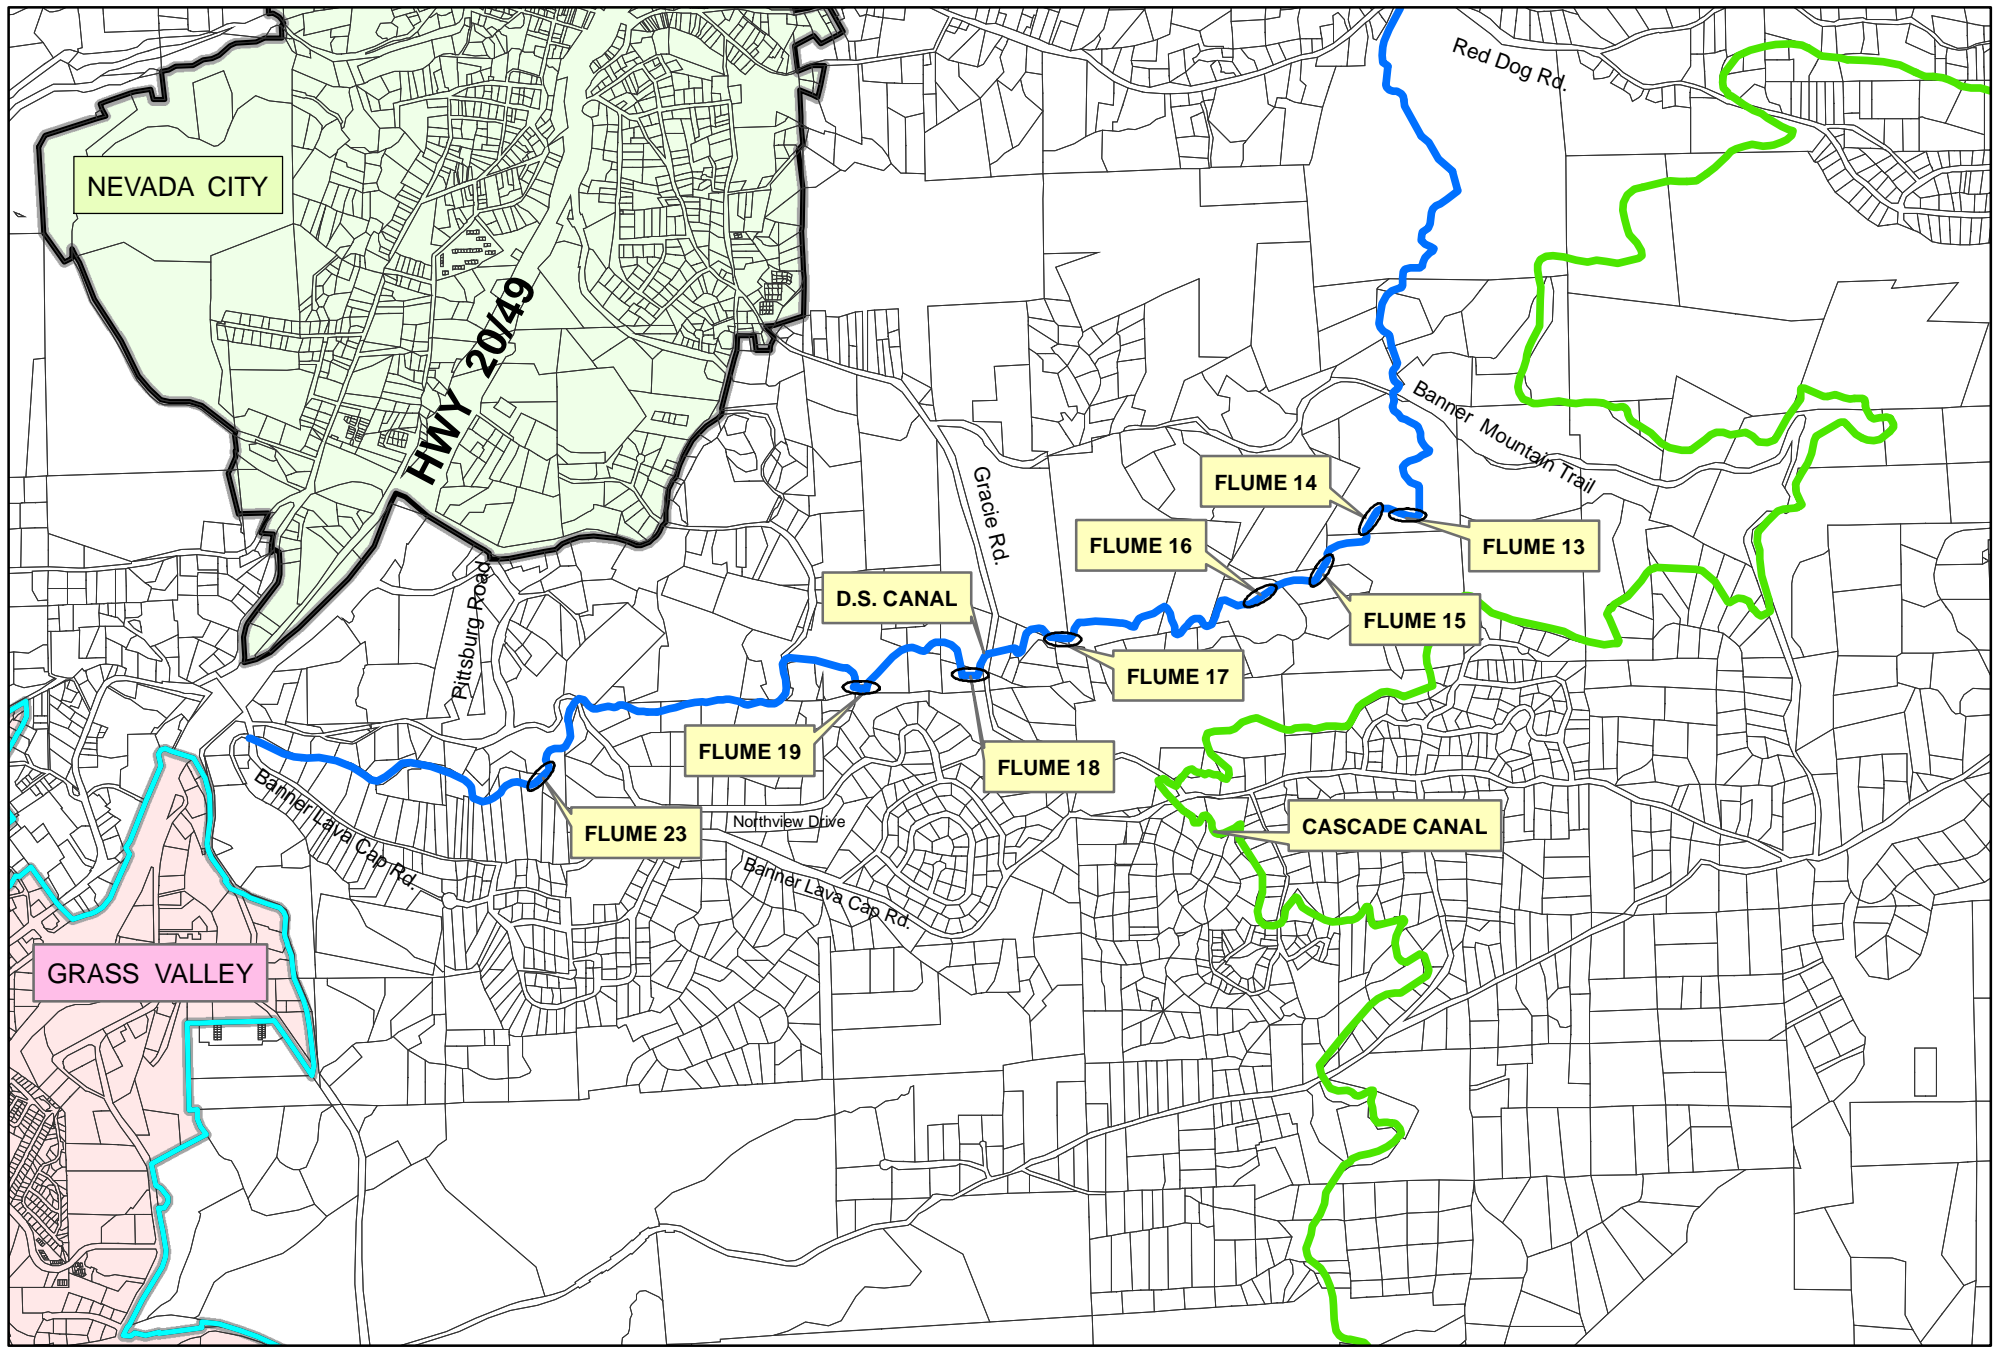 Red Dog Rd.
NEVADA  CITY
HWY  20/49
Banner  Mountain Trail
FLUME 14
Gracie Rd.
FLUME 16
FLUME 13
Pittsburg Road
D.S. CANAL
FLUME 15
FLUME 17
FLUME 19
FLUME 18
Banner Lava Cap Rd.
FLUME 23
Northview Drive
CASCADE CANAL
Banner Lava Cap Rd.
GRASS  VALLEY